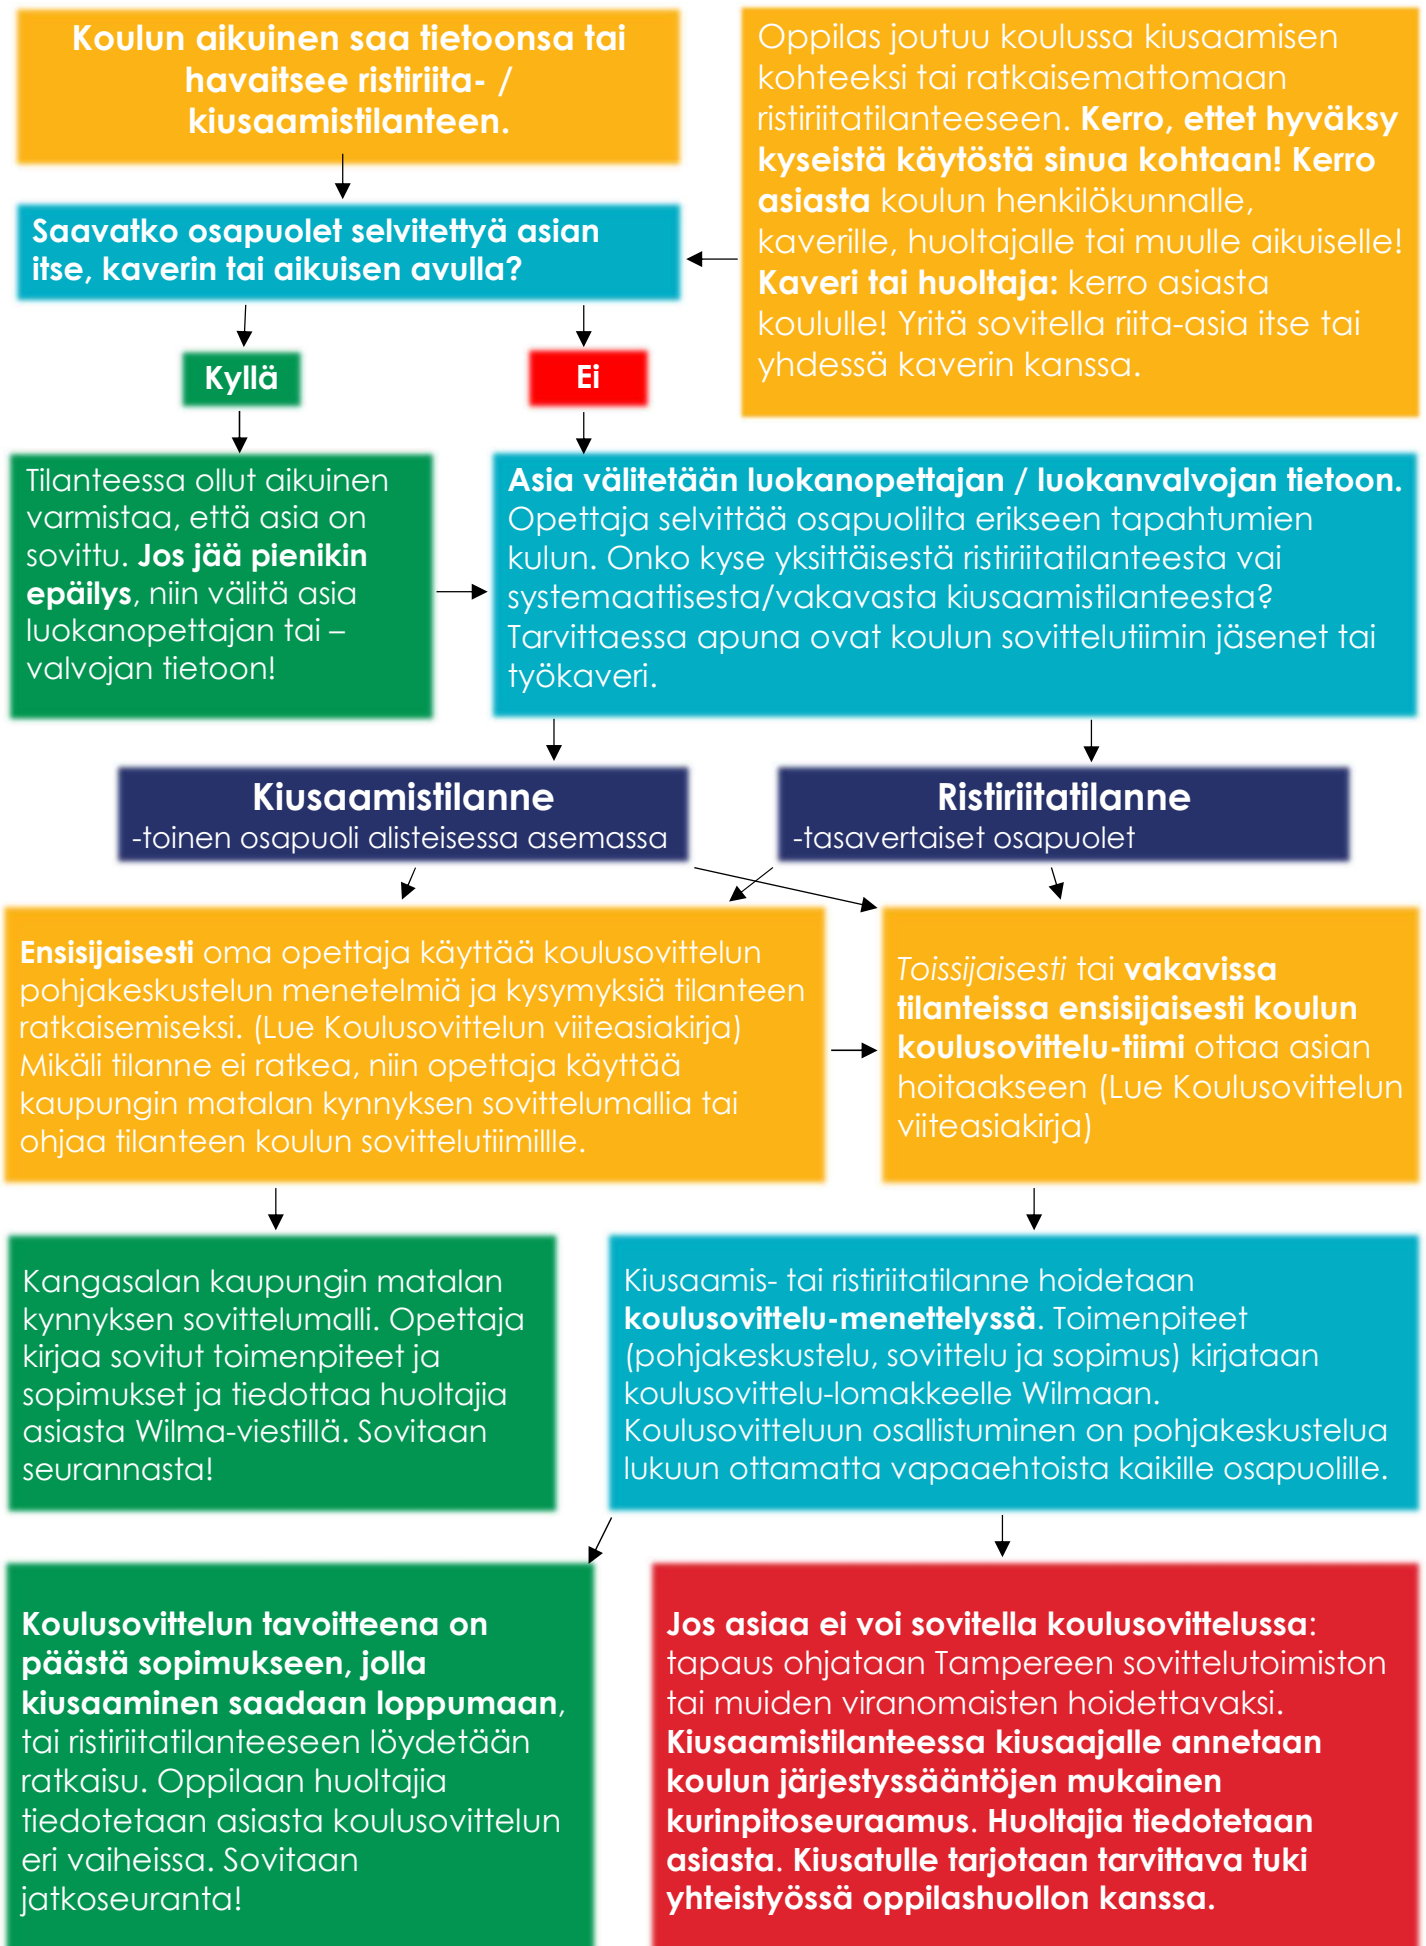 Koulun aikuinen saa tietoonsa tai
havaitsee ristiriita- /
kiusaamistilanteen.
Oppilas joutuu koulussa kiusaamisen
kohteeksi tai ratkaisemattomaan
ristiriitatilanteeseen. Kerro, ettet hyväksy
kyseistä käytöstä sinua kohtaan! Kerro
asiasta koulun henkilökunnalle,
kaverille, huoltajalle tai muulle aikuiselle!
Kaveri tai huoltaja: kerro asiasta
koululle! Yritä sovitella riita-asia itse tai
yhdessä kaverin kanssa.
Saavatko osapuolet selvitettyä asian
itse, kaverin tai aikuisen avulla?
Kyllä
Ei
Tilanteessa ollut aikuinen
varmistaa, että asia on
sovittu. Jos jää pienikin
epäilys, niin välitä asia
luokanopettajan tai –
valvojan tietoon!
Asia välitetään luokanopettajan / luokanvalvojan tietoon.
Opettaja selvittää osapuolilta erikseen tapahtumien
kulun. Onko kyse yksittäisestä ristiriitatilanteesta vai
systemaattisesta/vakavasta kiusaamistilanteesta?
Tarvittaessa apuna ovat koulun sovittelutiimin jäsenet tai
työkaveri.
Kiusaamistilanne
-toinen osapuoli alisteisessa asemassa
Ristiriitatilanne
-tasavertaiset osapuolet
Ensisijaisesti oma opettaja käyttää koulusovittelun
pohjakeskustelun menetelmiä ja kysymyksiä tilanteen
ratkaisemiseksi. (Lue Koulusovittelun viiteasiakirja)
Mikäli tilanne ei ratkea, niin opettaja käyttää
kaupungin matalan kynnyksen sovittelumallia tai
ohjaa tilanteen koulun sovittelutiimillle.
Toissijaisesti tai vakavissa
tilanteissa ensisijaisesti koulun
koulusovittelu-tiimi ottaa asian
hoitaakseen (Lue Koulusovittelun
viiteasiakirja)
Kangasalan kaupungin matalan
kynnyksen sovittelumalli. Opettaja
kirjaa sovitut toimenpiteet ja
sopimukset ja tiedottaa huoltajia
asiasta Wilma-viestillä. Sovitaan
seurannasta!
Kiusaamis- tai ristiriitatilanne hoidetaan
koulusovittelu-menettelyssä. Toimenpiteet
(pohjakeskustelu, sovittelu ja sopimus) kirjataan
koulusovittelu-lomakkeelle Wilmaan.
Koulusovitteluun osallistuminen on pohjakeskustelua
lukuun ottamatta vapaaehtoista kaikille osapuolille.
Koulusovittelun tavoitteena on
päästä sopimukseen, jolla
kiusaaminen saadaan loppumaan,
tai ristiriitatilanteeseen löydetään
ratkaisu. Oppilaan huoltajia
tiedotetaan asiasta koulusovittelun
eri vaiheissa. Sovitaan
jatkoseuranta!
Jos asiaa ei voi sovitella koulusovittelussa:
tapaus ohjataan Tampereen sovittelutoimiston
tai muiden viranomaisten hoidettavaksi.
Kiusaamistilanteessa kiusaajalle annetaan
koulun järjestyssääntöjen mukainen
kurinpitoseuraamus. Huoltajia tiedotetaan
asiasta. Kiusatulle tarjotaan tarvittava tuki
yhteistyössä oppilashuollon kanssa.